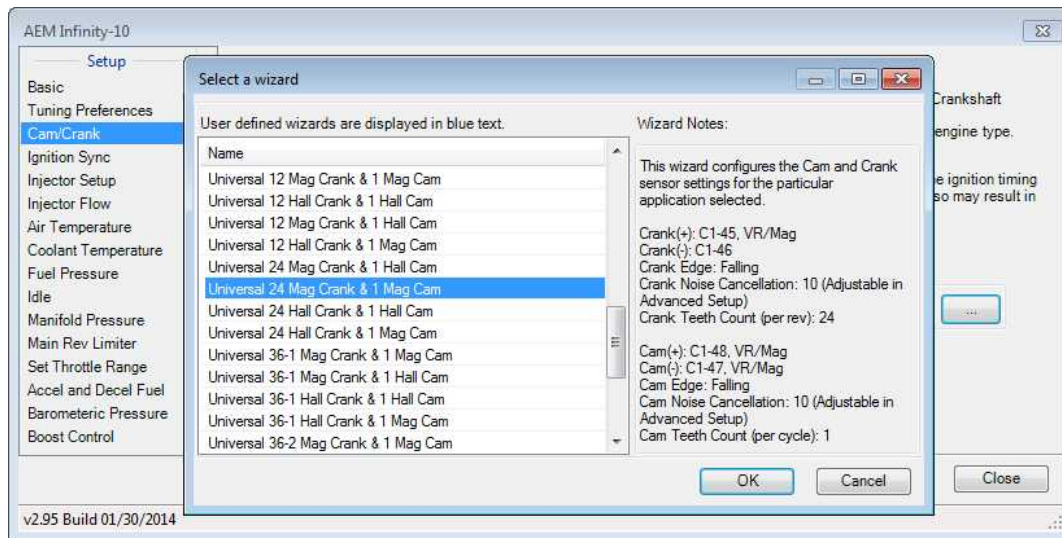 AEM Infinity-10
Setup
Basic
Tuning Preferences
Cam/Crank
Ignition Sync
Injector Setup
Injector Flow
Air Temperature
Coolant Temperature
Fuel Pressure
Idle
Manifold Pressure
Main Rev Limiter
Set Throttle Range
Accel and Decel Fuel
Barometeric Pressure
Boost Control
Select a wizard
User defined wizards are displayed in blue text.
Name
Universal 12 Mag Crank & 1 Mag Cam
Universal 12 Hall Crank & 1 Hall Cam
Universal 12 Mag Crank & 1 Hall Cam
Universal 12 Hall Crank & 1 Mag Cam
Universal 24 Mag Crank & 1 Hall Cam
Universal 24 Mag Crank & 1 Mag Cam
Universal 24 Hall Crank & 1 Hall Cam
Universal 24 Hall Crank & 1 Mag Cam
Universal 36-1 Mag Crank & 1 Mag Cam
Universal 36-1 Mag Crank & 1 Hall Cam
Universal 36-1 Hall Crank & 1 Hall Cam
Universal 36-1 Hall Crank & 1 Mag Cam
Universal 36-2 Mag Crank & 1 Mag Cam
Wizard Notes:
This wizard configures the Cam and Crank
sensor settings for the particular
application selected.
Crank(+): C1-45, VR/Mag
Crank(-): C1-46
Crank Edge: Falling
Crank Noise Cancellation: 10 (Adjustable in
Advanced Setup)
Crank Teeth Count (per rev): 24
Cam(+): C1-48, VR/Mag
Cam(-): C1-47, VR/Mag
Cam Edge: Falling
Cam Noise Cancellation: 10 (Adjustable in
Advanced Setup)
Cam Teeth Count (per cycle): 1
OK
Cancel
Crankshaft
engine type.
e ignition timing
so may result in
...
Close
v2.95 Build 01/30/2014